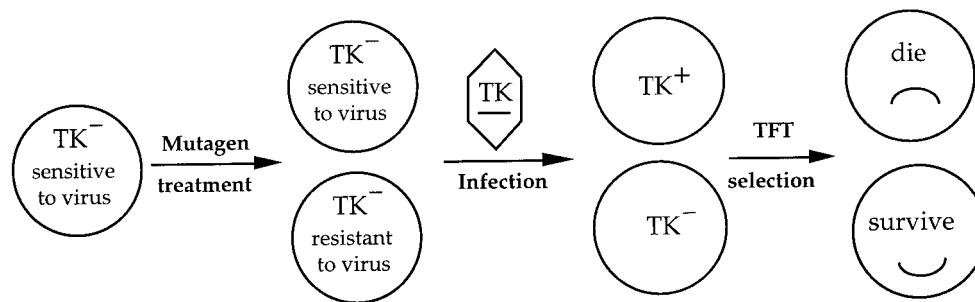 TK⁻
sensitive
to virus
Mutagen
treatment
TK⁻
sensitive
to virus
TK⁻
resistant
to virus
TK
Infection
TK⁺
TK⁻
TFT
selection
die
survive